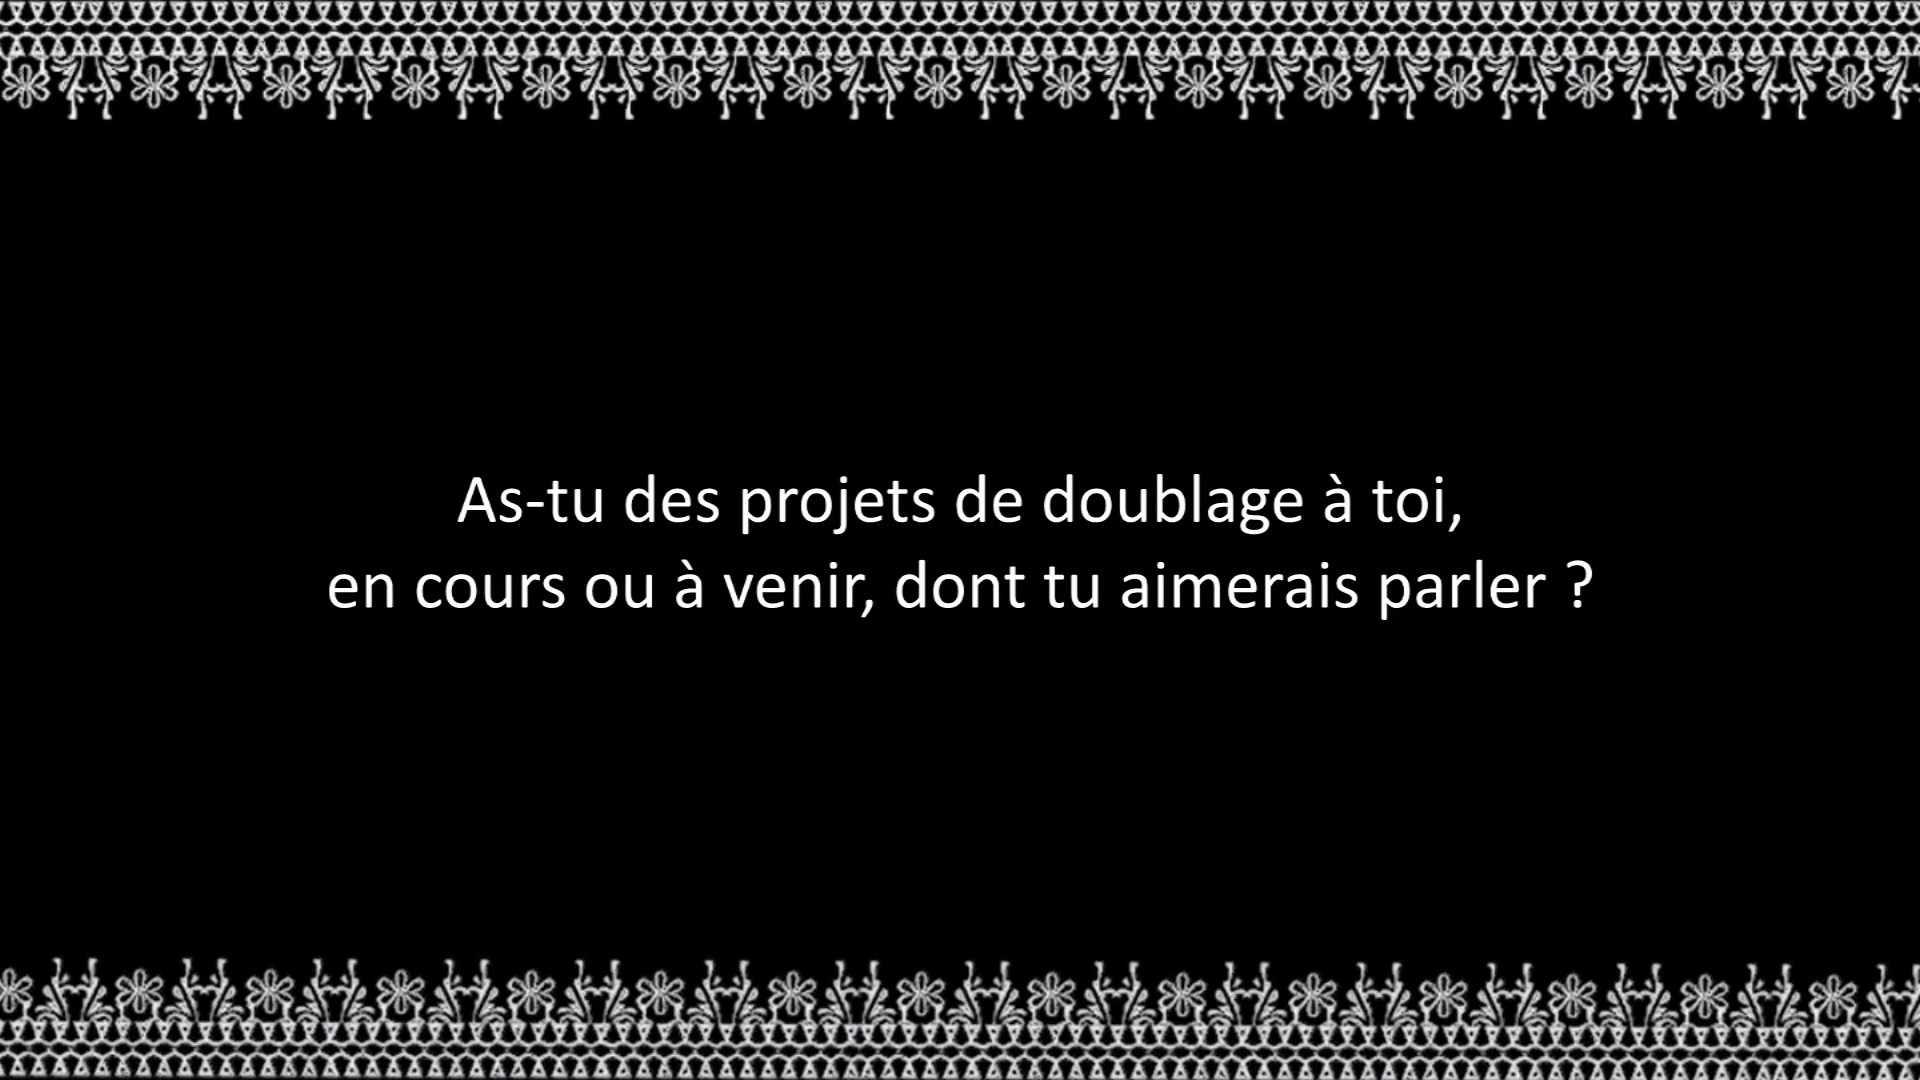 As-tu des projets de doublage à toi,
en cours ou à venir, dont tu aimerais parler ?